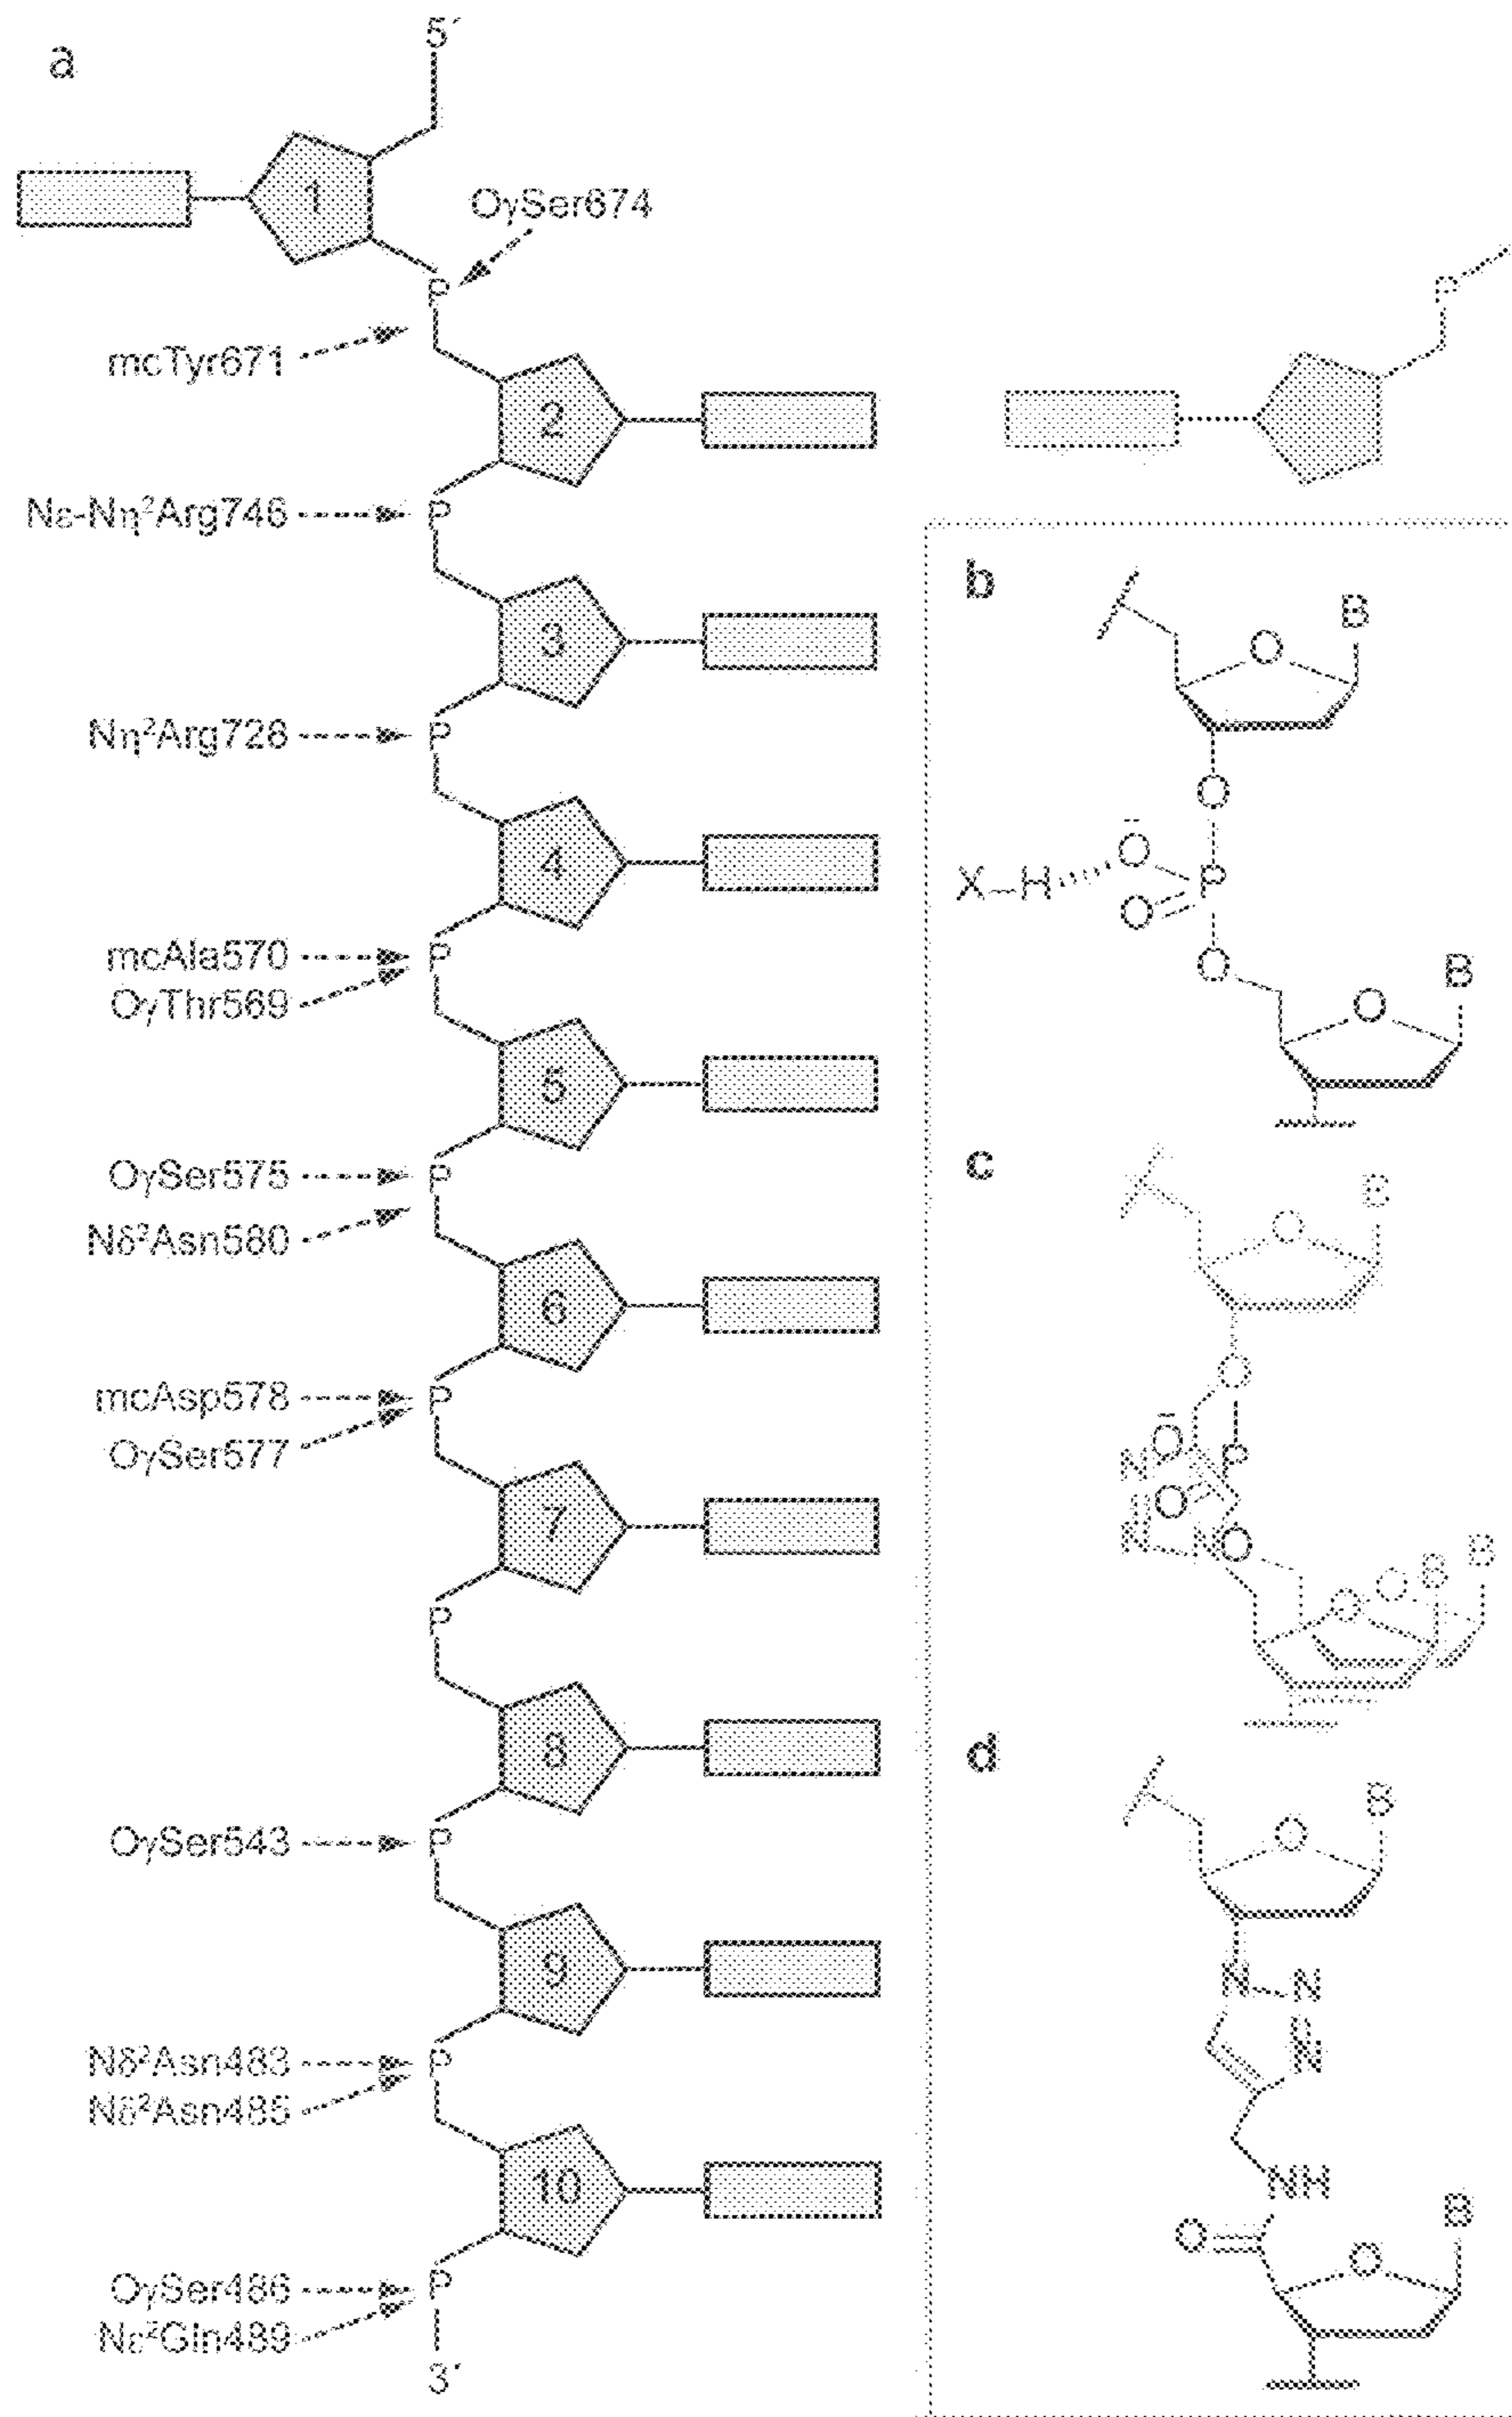 a
5´
1
OγSer674
P
P
mcTyr671
2
Nε-Nη²Arg746
P
3
Nη²Arg728
P
4
mcAla570
P
OγThr569
5
OγSer575
P
Nδ²Asn580
6
mcAsp578
P
OγSer577
7
P
8
OγSer543
P
9
Nδ²Asn483
P
Nδ²Asn485
10
OγSer486
P
Nε²Gln489
3´
b
B
O
O
X
H
O
-
P
O
O
B
O
c
B
O
O
-
O
N
P
O
N
N
O
B
B
O
O
d
B
O
N
N
N
NH
O
B
O